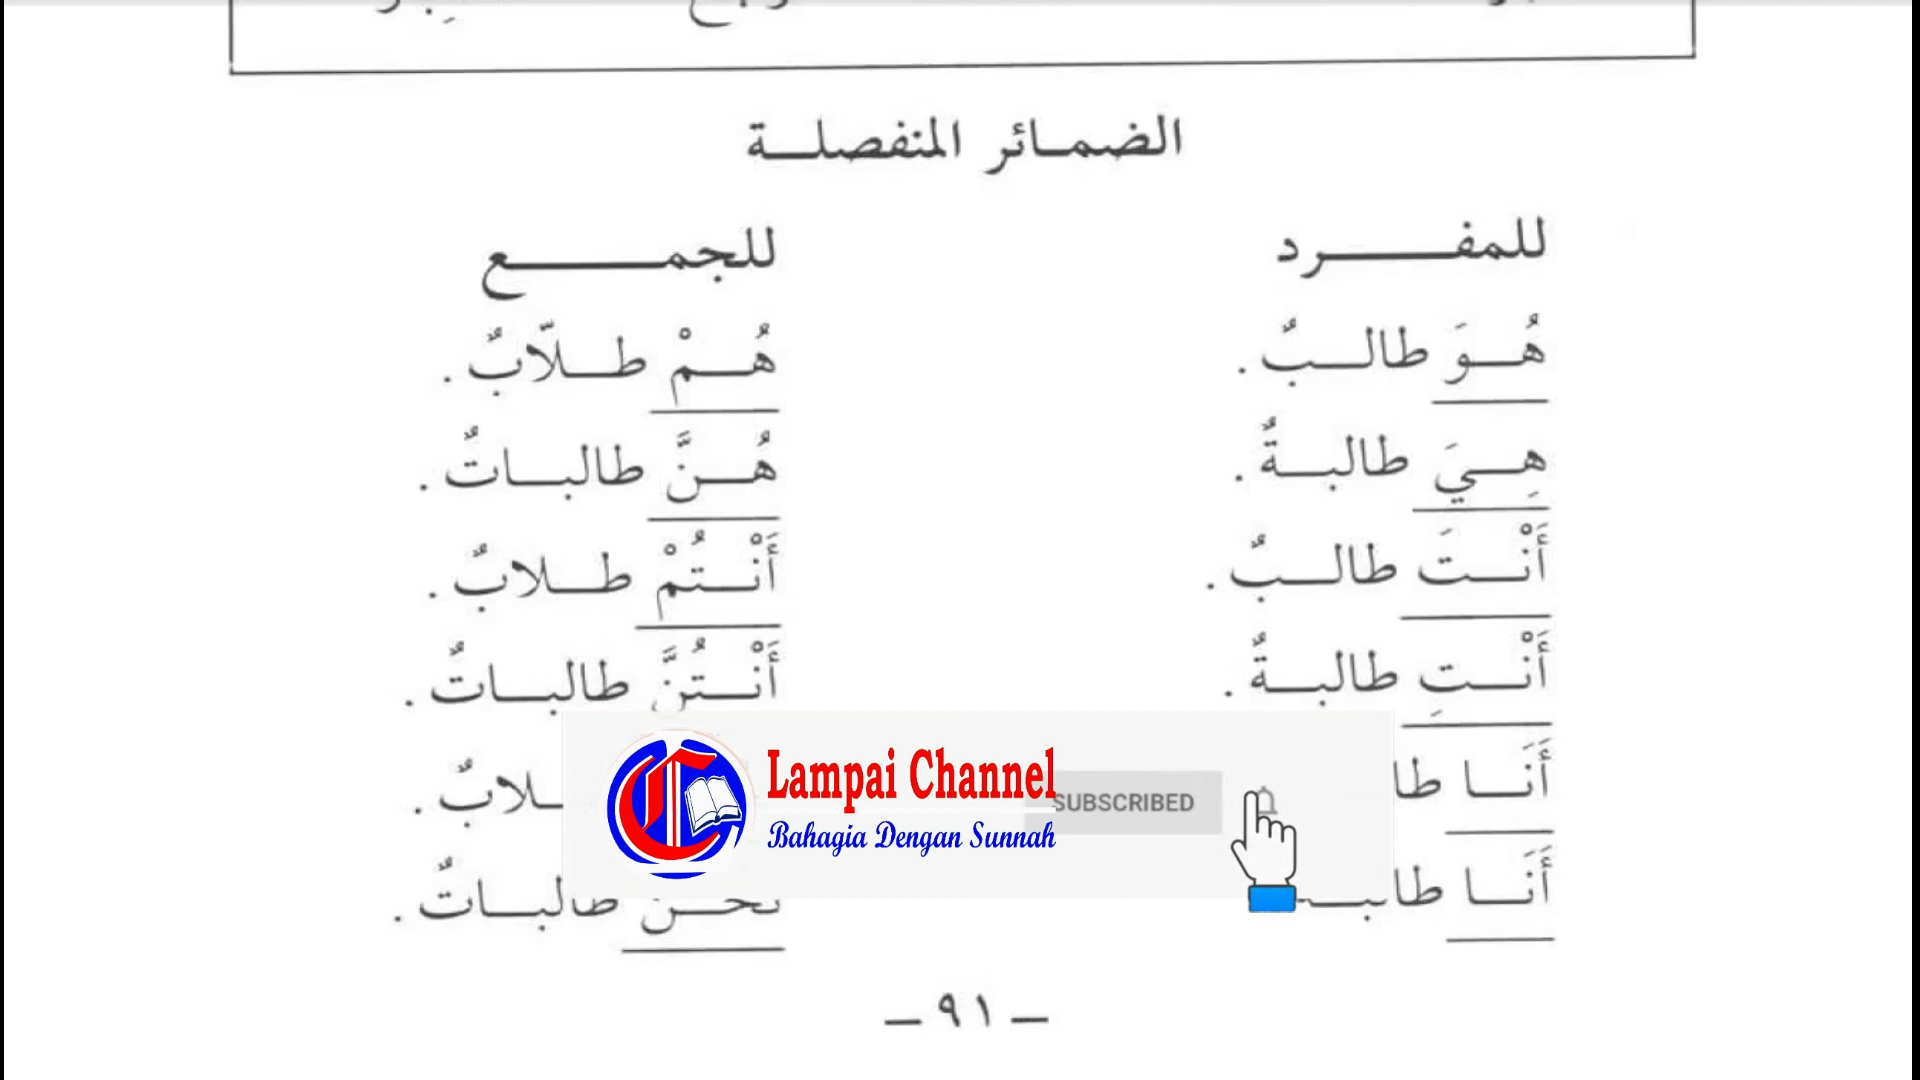 الضمائر المنفصلة
للمفرد للجمع
هُوَ طالبٌ . هُمْ طلّابٌ .
هِيَ طالبةٌ . هُنَّ طالباتٌ .
أَنْتَ طالبٌ . أَنْتُمْ طلابٌ .
أَنْتِ طالبةٌ . أَنْتُنَّ طالباتٌ .
أَنَا
أَنَا نحن طالباتٌ .
Lampai Channel
Bahagia Dengan Sunnah
SUBSCRIBED
– ٩١ –